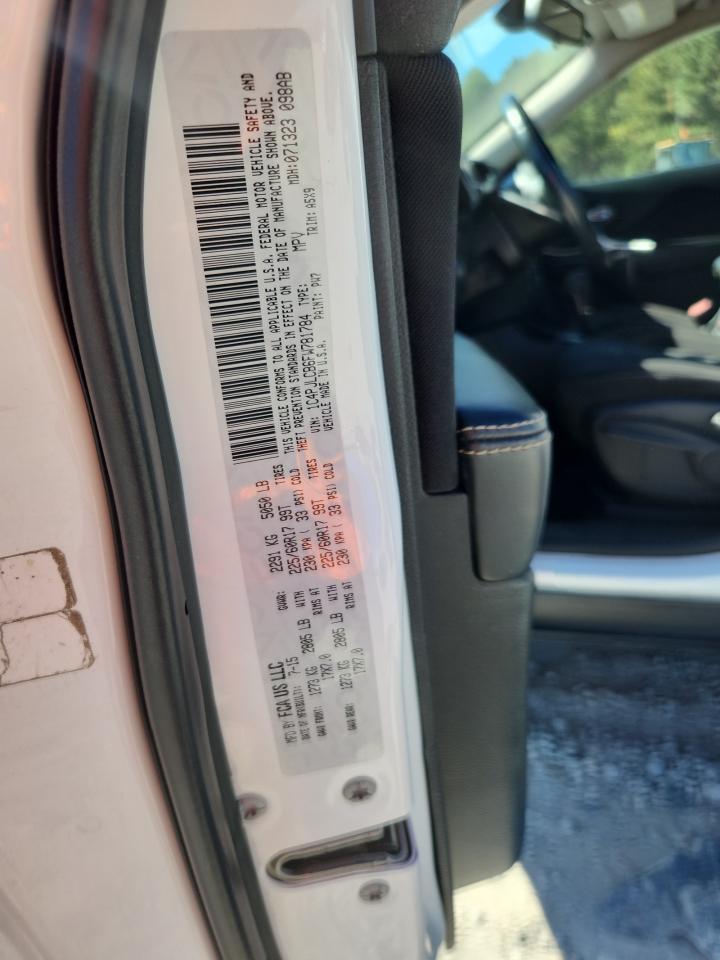 MFD BY FCA US LLC
DATE OF MFR(BUILT): 7-15 GVWR: 2291 KG 5050 LB
GAWR FRONT: 1273 KG 2805 LB WITH 225/60R17 99T TIRES
17X7.0 RIMS AT 230 KPA ( 33 PSI) COLD
GAWR REAR: 1273 KG 2805 LB WITH 225/60R17 99T TIRES
17X7.0 RIMS AT 230 KPA ( 33 PSI) COLD
THIS VEHICLE CONFORMS TO ALL APPLICABLE U.S.A. FEDERAL MOTOR VEHICLE SAFETY AND
THEFT PREVENTION STANDARDS IN EFFECT ON THE DATE OF MANUFACTURE SHOWN ABOVE.
VIN: 1C4PJLCB6FW781784 TYPE: MPV MDH: 071323 098AB
VEHICLE MADE IN U.S.A. PAINT: PW7 TRIM: A5X9